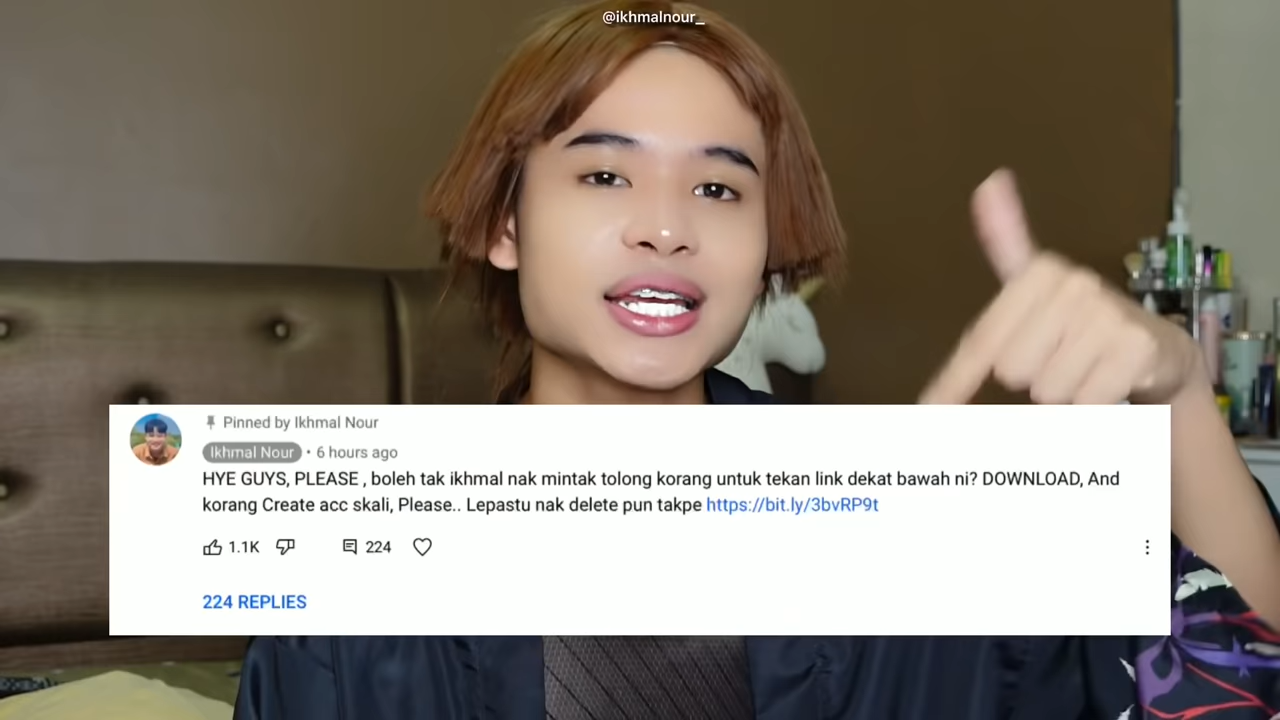 @ikhmalnour_
Pinned by Ikhmal Nour
Ikhmal Nour • 6 hours ago
HYE GUYS, PLEASE , boleh tak ikhmal nak mintak tolong korang untuk tekan link dekat bawah ni? DOWNLOAD, And
korang Create acc skali, Please.. Lepastu nak delete pun takpe https://bit.ly/3bvRP9t
1.1K 224
224 REPLIES